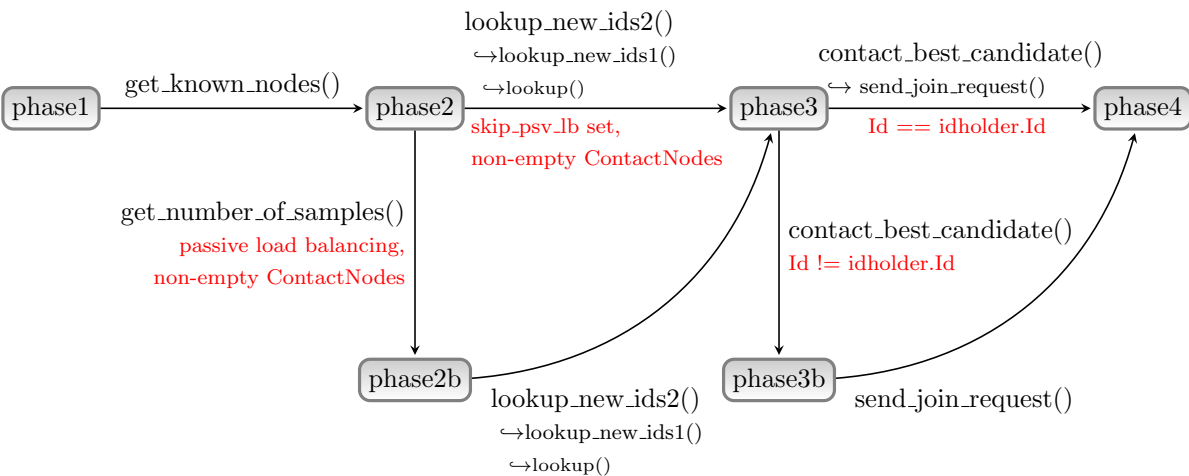 phase1
get_known_nodes()
phase2
lookup_new_ids2()
↪lookup_new_ids1()
↪lookup()
skip_psv_lb set,
non-empty ContactNodes
phase3
contact_best_candidate()
↪ send_join_request()
Id == idholder.Id
phase4
get_number_of_samples()
passive load balancing,
non-empty ContactNodes
contact_best_candidate()
Id != idholder.Id
phase2b
lookup_new_ids2()
↪lookup_new_ids1()
↪lookup()
phase3b
send_join_request()